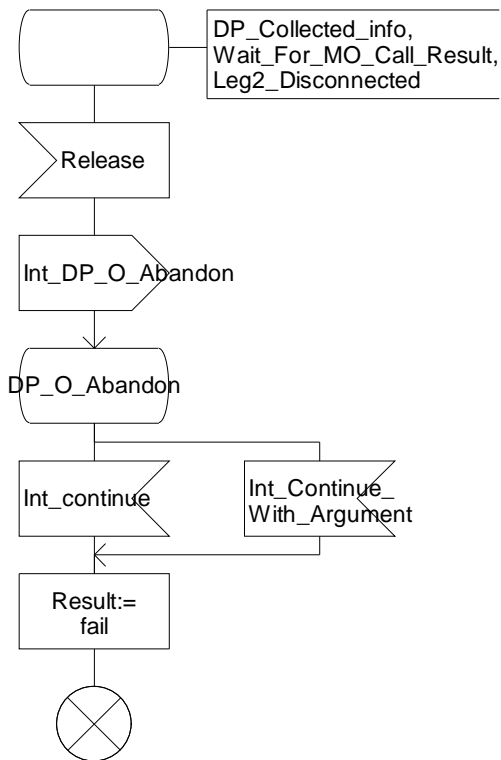 DP_Collected_info,
Wait_For_MO_Call_Result,
Leg2_Disconnected
Release
Int_DP_O_Abandon
DP_O_Abandon
Int_continue
Int_Continue_
With_Argument
Result:=
fail